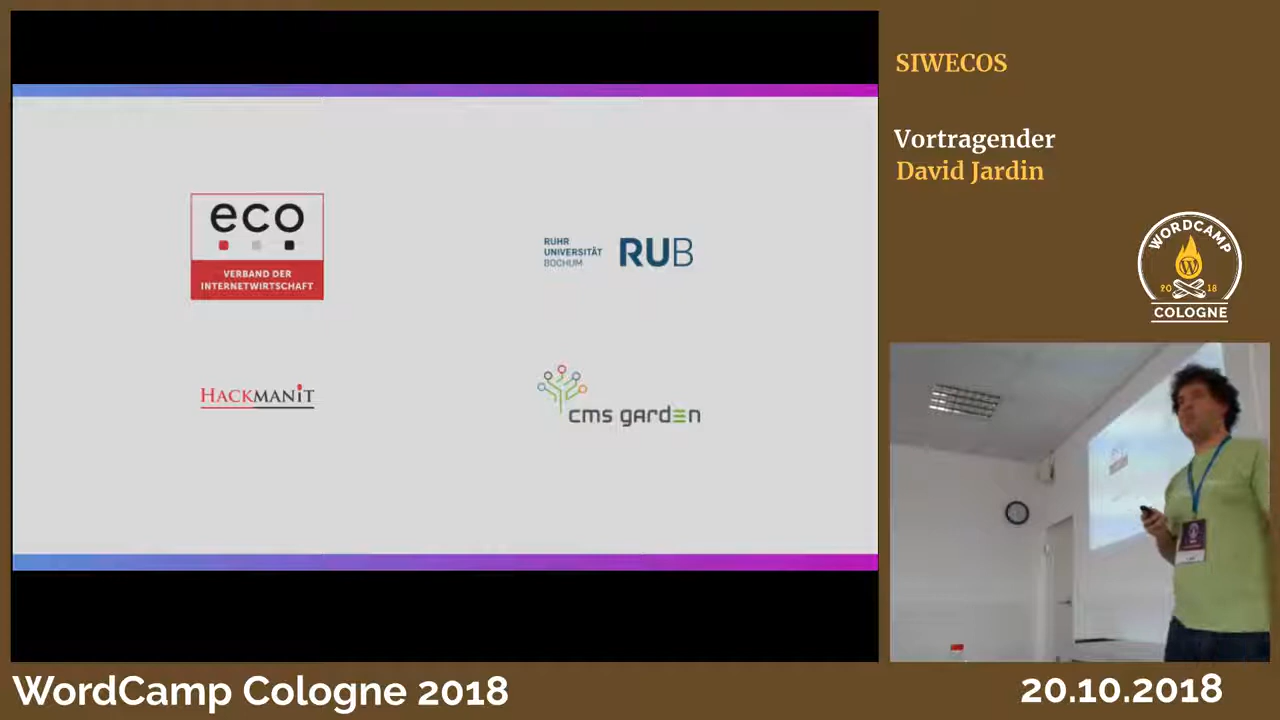 eco
VERBAND DER
INTERNETWIRTSCHAFT
RUHR
UNIVERSITÄT
BOCHUM
RUB
HACKMANIT
cms garden
SIWECOS
Vortragender
David Jardin
WORDCAMP
2018
COLOGNE
WordCamp Cologne 2018
20.10.2018